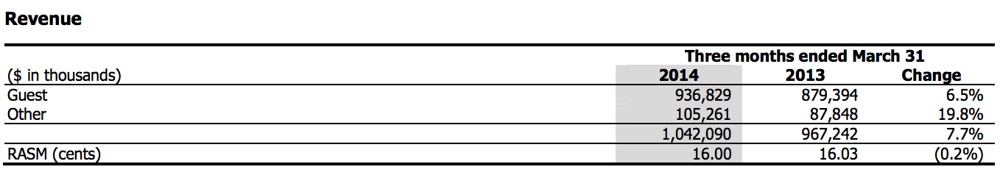 Revenue
Three months ended March 31
($ in thousands) 2014 2013 Change
Guest 936,829 879,394 6.5%
Other 105,261 87,848 19.8%
1,042,090 967,242 7.7%
RASM (cents) 16.00 16.03 (0.2%)